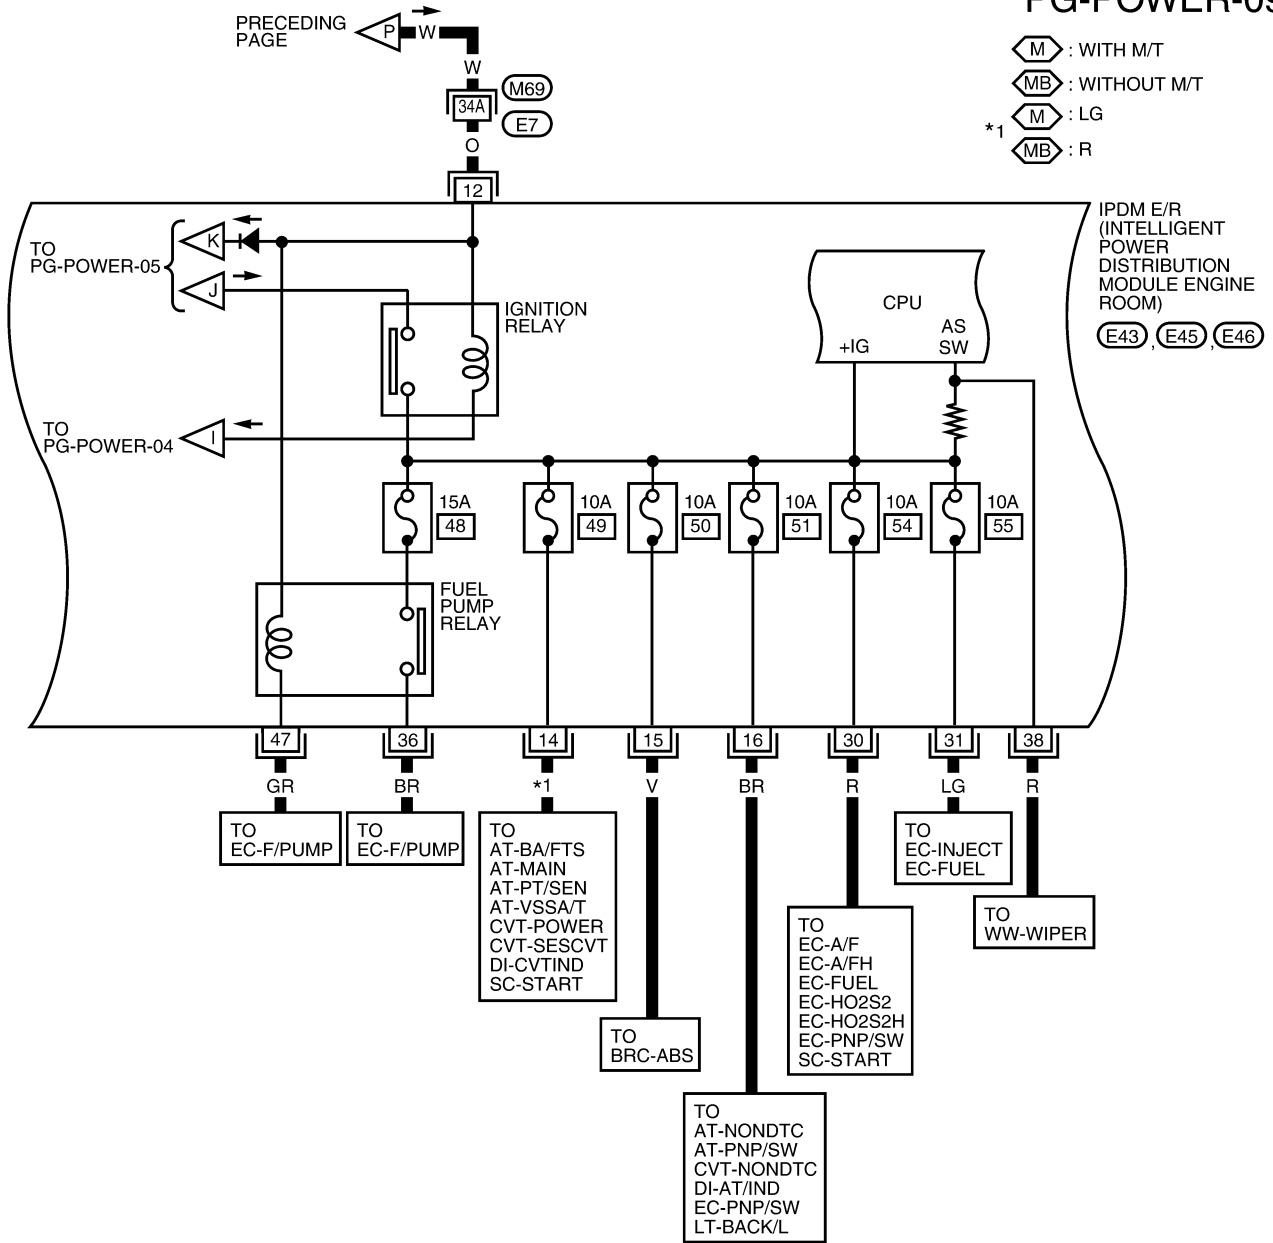 PG-POWER-09
PRECEDING
PAGE
P
W
W
34A
M69
E7
O
12
M : WITH M/T
MB : WITHOUT M/T
*1
M : LG
MB : R
IPDM E/R
(INTELLIGENT
POWER
DISTRIBUTION
MODULE ENGINE
ROOM)
E43 , E45 , E46
TO
PG-POWER-05
K
J
IGNITION
RELAY
CPU
+IG
AS
SW
TO
PG-POWER-04
I
15A
48
10A
49
10A
50
10A
51
10A
54
10A
55
FUEL
PUMP
RELAY
47
36
14
15
16
30
31
38
GR
BR
*1
V
BR
R
LG
R
TO
EC-F/PUMP
TO
EC-F/PUMP
TO
AT-BA/FTS
AT-MAIN
AT-PT/SEN
AT-VSSA/T
CVT-POWER
CVT-SESCVT
DI-CVTIND
SC-START
TO
BRC-ABS
TO
AT-NONDTC
AT-PNP/SW
CVT-NONDTC
DI-AT/IND
EC-PNP/SW
LT-BACK/L
TO
EC-A/F
EC-A/FH
EC-FUEL
EC-HO2S2
EC-HO2S2H
EC-PNP/SW
SC-START
TO
EC-INJECT
EC-FUEL
TO
WW-WIPER